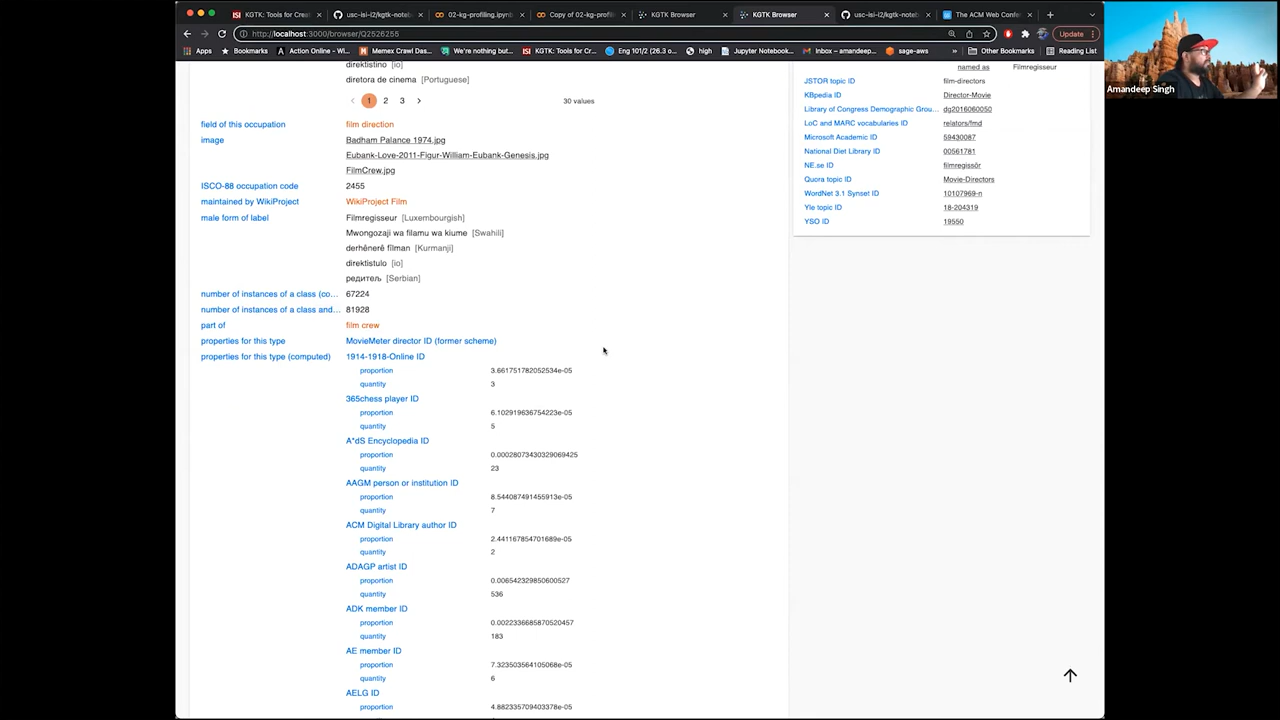 KGTK: Tools for Creat
usc-isi-i2/kgtk-noteb
02-kg-profiling.ipynb
Copy of 02-kg-profil
KGTK Browser
KGTK Browser
usc-isi-i2/kgtk-noteb
The ACM Web Conf
http://localhost:3000/browser/Q2526255
Update
Apps
Bookmarks
Action Online - Wi...
Memex Crawl Das...
We're nothing but...
KGTK: Tools for Cr...
Eng 101/2 (26.3 o...
high
Jupyter Notebook...
Inbox – amandeep...
sage-aws
Other Bookmarks
Reading List
Amandeep Singh
direktistino [io]
diretora de cinema [Portuguese]
1 2 3
30 values
field of this occupation film direction
image Badham Palance 1974.jpg
Eubank-Love-2011-Figur-William-Eubank-Genesis.jpg
FilmCrew.jpg
ISCO-88 occupation code 2455
maintained by WikiProject WikiProject Film
male form of label Filmregisseur [Luxembourgish]
Mwongozaji wa filamu wa kiume [Swahili]
derhênerê fîlman [Kurmanji]
direktistulo [io]
редитељ [Serbian]
number of instances of a class (co... 67224
number of instances of a class and... 81928
part of film crew
properties for this type MovieMeter director ID (former scheme)
properties for this type (computed) 1914-1918-Online ID
proportion 3.661751782052534e-05
quantity 3
365chess player ID
proportion 6.102919636754223e-05
quantity 5
A*dS Encyclopedia ID
proportion 0.00028073430329069425
quantity 23
AAGM person or institution ID
proportion 8.544087491455913e-05
quantity 7
ACM Digital Library author ID
proportion 2.441167854701689e-05
quantity 2
ADAGP artist ID
proportion 0.006542329850600527
quantity 536
ADK member ID
proportion 0.0022336685870520457
quantity 183
AE member ID
proportion 7.323503564105068e-05
quantity 6
AELG ID
proportion 4.882335709403378e-05
named as Filmregisseur
JSTOR topic ID film-directors
KBpedia ID Director-Movie
Library of Congress Demographic Grou... dg2016060050
LoC and MARC vocabularies ID relators/fmd
Microsoft Academic ID 59430087
National Diet Library ID 00561781
NE.se ID filmregissör
Quora topic ID Movie-Directors
WordNet 3.1 Synset ID 10107969-n
Yle topic ID 18-204319
YSO ID 19550